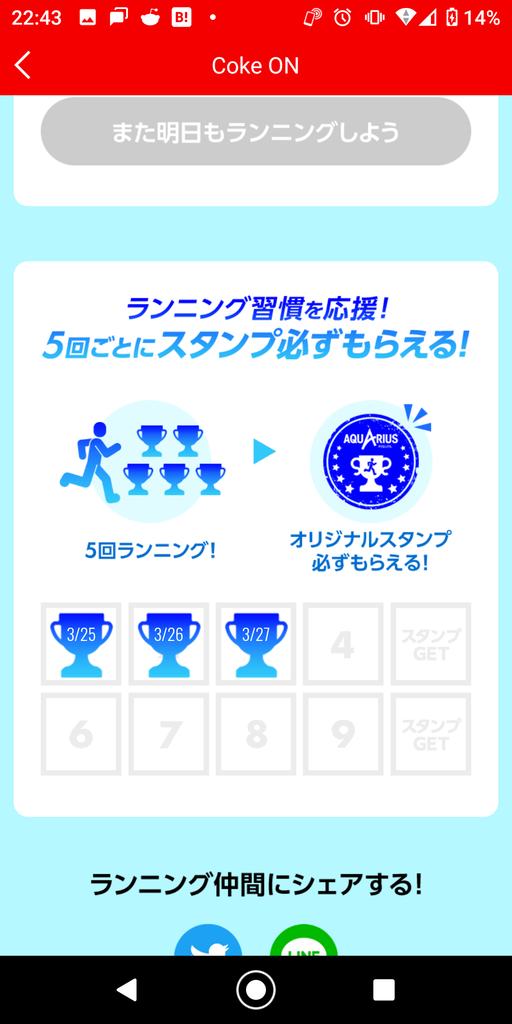 22:43
B!
14%
Coke ON
また明日もランニングしよう
ランニング習慣を応援!
5回ごとにスタンプ必ずもらえる!
AQUARIUS
5回ランニング!
オリジナルスタンプ
必ずもらえる!
3/25 3/26 3/27 4 スタンプ
GET
6 7 8 9 スタンプ
GET
ランニング仲間にシェアする!
LINE